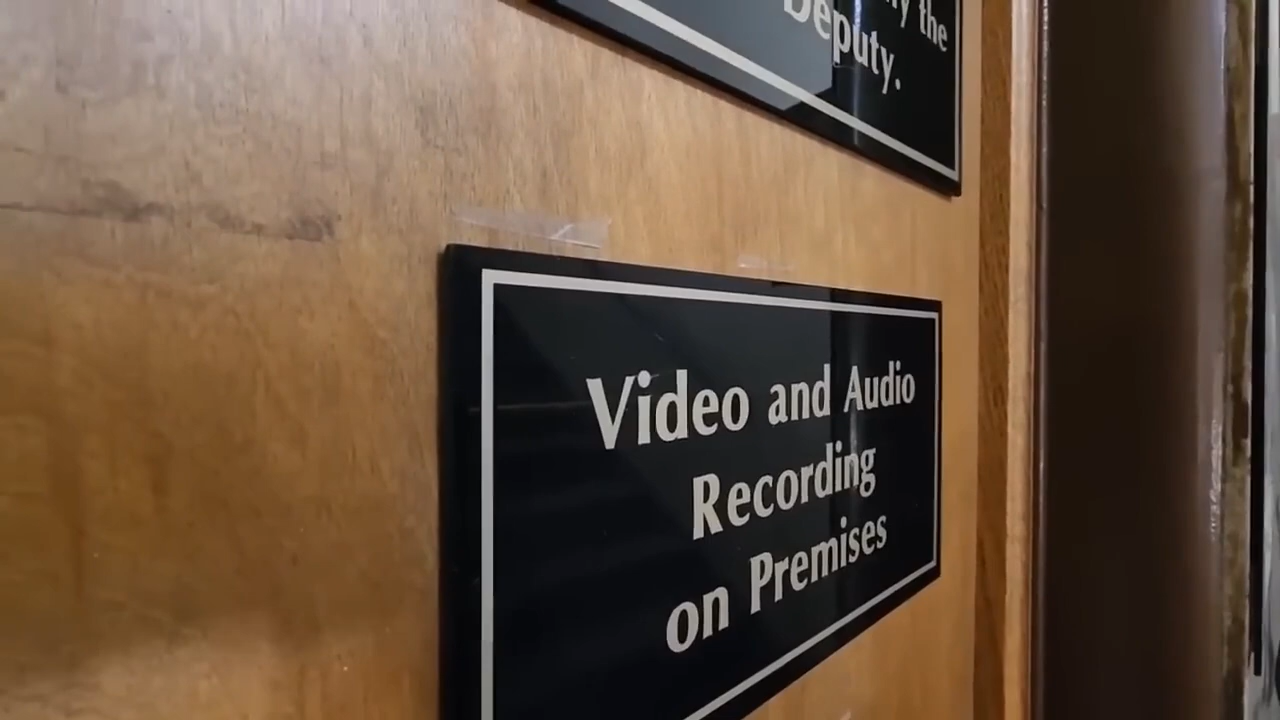 the
Deputy.
Video and Audio
Recording
on Premises